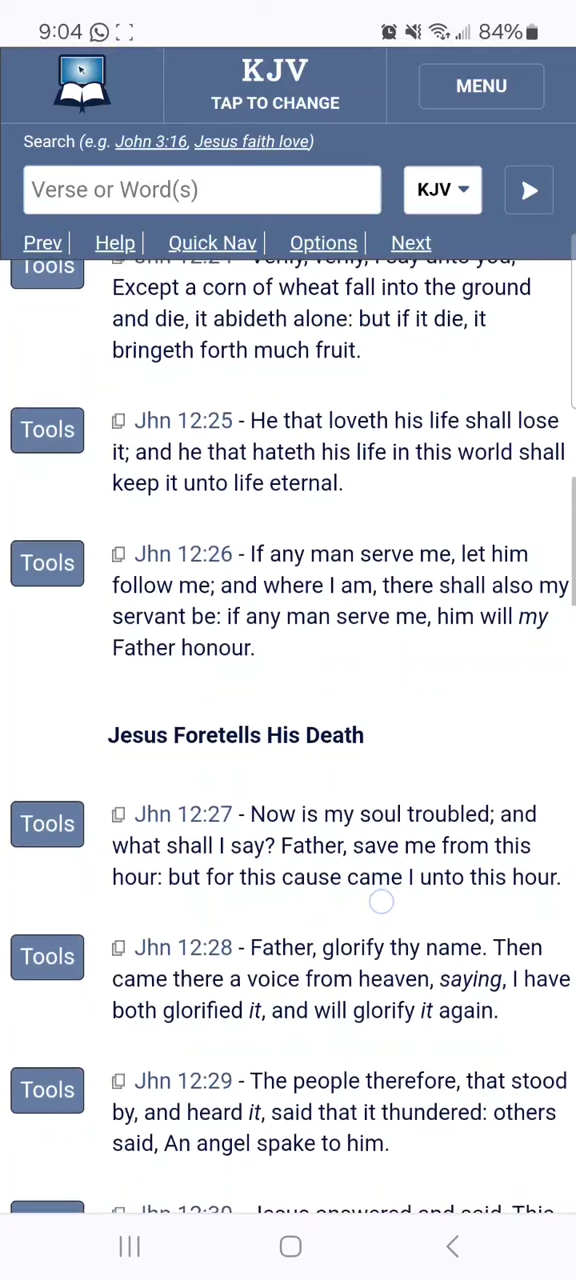 9:04 84%
KJV
TAP TO CHANGE
MENU
Search (e.g. John 3:16, Jesus faith love)
Verse or Word(s) KJV
Prev Help Quick Nav Options Next
Tools
Except a corn of wheat fall into the ground
and die, it abideth alone: but if it die, it
bringeth forth much fruit.
Tools Jhn 12:25 - He that loveth his life shall lose
it; and he that hateth his life in this world shall
keep it unto life eternal.
Tools Jhn 12:26 - If any man serve me, let him
follow me; and where I am, there shall also my
servant be: if any man serve me, him will my
Father honour.
Jesus Foretells His Death
Tools Jhn 12:27 - Now is my soul troubled; and
what shall I say? Father, save me from this
hour: but for this cause came I unto this hour.
Tools Jhn 12:28 - Father, glorify thy name. Then
came there a voice from heaven, saying, I have
both glorified it, and will glorify it again.
Tools Jhn 12:29 - The people therefore, that stood
by, and heard it, said that it thundered: others
said, An angel spake to him.
Jhn 12:30 - Jesus answered and said, This